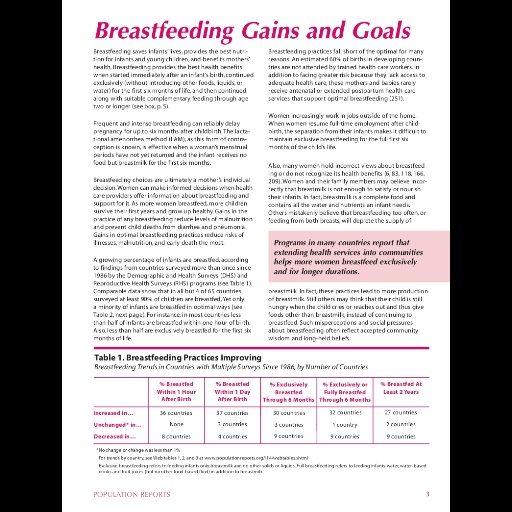 Breastfeeding Gains and Goals
Breastfeeding saves infants' lives, provides the best nutri-
tion for infants and young children, and benefits mothers'
health. Breastfeeding provides the best health benefits
when started immediately after an infant's birth, continued
exclusively (without introducing other foods, liquids, or
water) for the first six months of life, and then continued
along with suitable complementary feeding through age
two or longer (see box, p. 5).
Frequent and intense breastfeeding can reliably delay
pregnancy for up to six months after childbirth. The lacta-
tional amenorrhea method (LAM), as this form of contra-
ception is known, is effective when a woman's menstrual
periods have not yet returned and the infant receives no
food but breastmilk for the first six months.
Breastfeeding choices are ultimately a mother's individual
decision. Women can make informed decisions when health
care providers offer information about breastfeeding and
support for it. As more women breastfeed, more children
survive their first years and grow up healthy. Gains in the
practice of any breastfeeding reduce levels of malnutrition
and prevent child deaths from diarrhea and pneumonia.
Gains in optimal breastfeeding practices reduce risks of
illnesses, malnutrition, and early death the most.
A growing percentage of infants are breastfed, according
to findings from countries surveyed more than once since
1986 by the Demographic and Health Surveys (DHS) and
Reproductive Health Surveys (RHS) programs (see Table 1).
Comparable data show that in all but 4 of 65 countries
surveyed at least 90% of children are breastfed. Yet only
a minority of infants are breastfed in optimal ways (see
Table 2, next page). For instance, in most countries less
than half of infants are breastfed within one hour of birth.
Also, less than half are exclusively breastfed for the first six
months of life.
Breastfeeding practices fall short of the optimal for many
reasons. An estimated 60% of births in developing coun-
tries are not attended by trained health care workers. In
addition to facing greater risk because they lack access to
adequate health care, these mothers and babies rarely
receive antenatal or extended postpartum health care
services that support optimal breastfeeding (251).
Women increasingly work in jobs outside of the home.
When women resume full-time employment after child-
birth, the separation from their infants makes it difficult to
maintain exclusive breastfeeding for the full first six
months of the child's life.
Also, many women hold incorrect views about breastfeed-
ing or do not recognize its health benefits (6, 83, 118, 166,
209). Women and their family members may believe incor-
rectly that breastmilk is not enough to satisfy or nourish
their infants. In fact, breastmilk is a complete food and
contains all the water and nutrients an infant needs.
Others mistakenly believe that breastfeeding too often, or
feeding from both breasts, will deplete the supply of
Programs in many countries report that
extending health services into communities
helps more women breastfeed exclusively
and for longer durations.
breastmilk. In fact, these practices lead to more production
of breastmilk. Still others may think that their child is still
hungry when the child cries or reaches out and thus give
foods other than breastmilk, instead of continuing to
breastfeed. Such misperceptions and social pressures
about breastfeeding often reflect accepted community
wisdom and long-held beliefs.
Table 1. Breastfeeding Practices Improving
Breastfeeding Trends in Countries with Multiple Surveys Since 1986, by Number of Countries
% Breastfed Within 1 Hour After Birth
% Breastfed Within 1 Day After Birth
% Exclusively Breastfed Through 6 Months
% Exclusively or Fully Breastfed Through 6 Months
% Breastfed At Least 2 Years
Increased in... 36 countries 37 countries 30 countries 32 countries 27 countries
Unchanged* in... None 3 countries 3 countries 1 country 2 countries
Decreased in... 8 countries 4 countries 9 countries 9 countries 9 countries
*No change or change was less than 1%.
For trends by country, see Web tables 1, 2, and 3 at www.populationreports.org/l14/webtables.shtml
Exclusive breastfeeding refers to feeding infants only breastmilk and no other solids or liquids. Full breastfeeding refers to feeding infants water, water-based
drinks and fruit juices (but no other food-based fluid) in addition to breastmilk.
POPULATION REPORTS 3